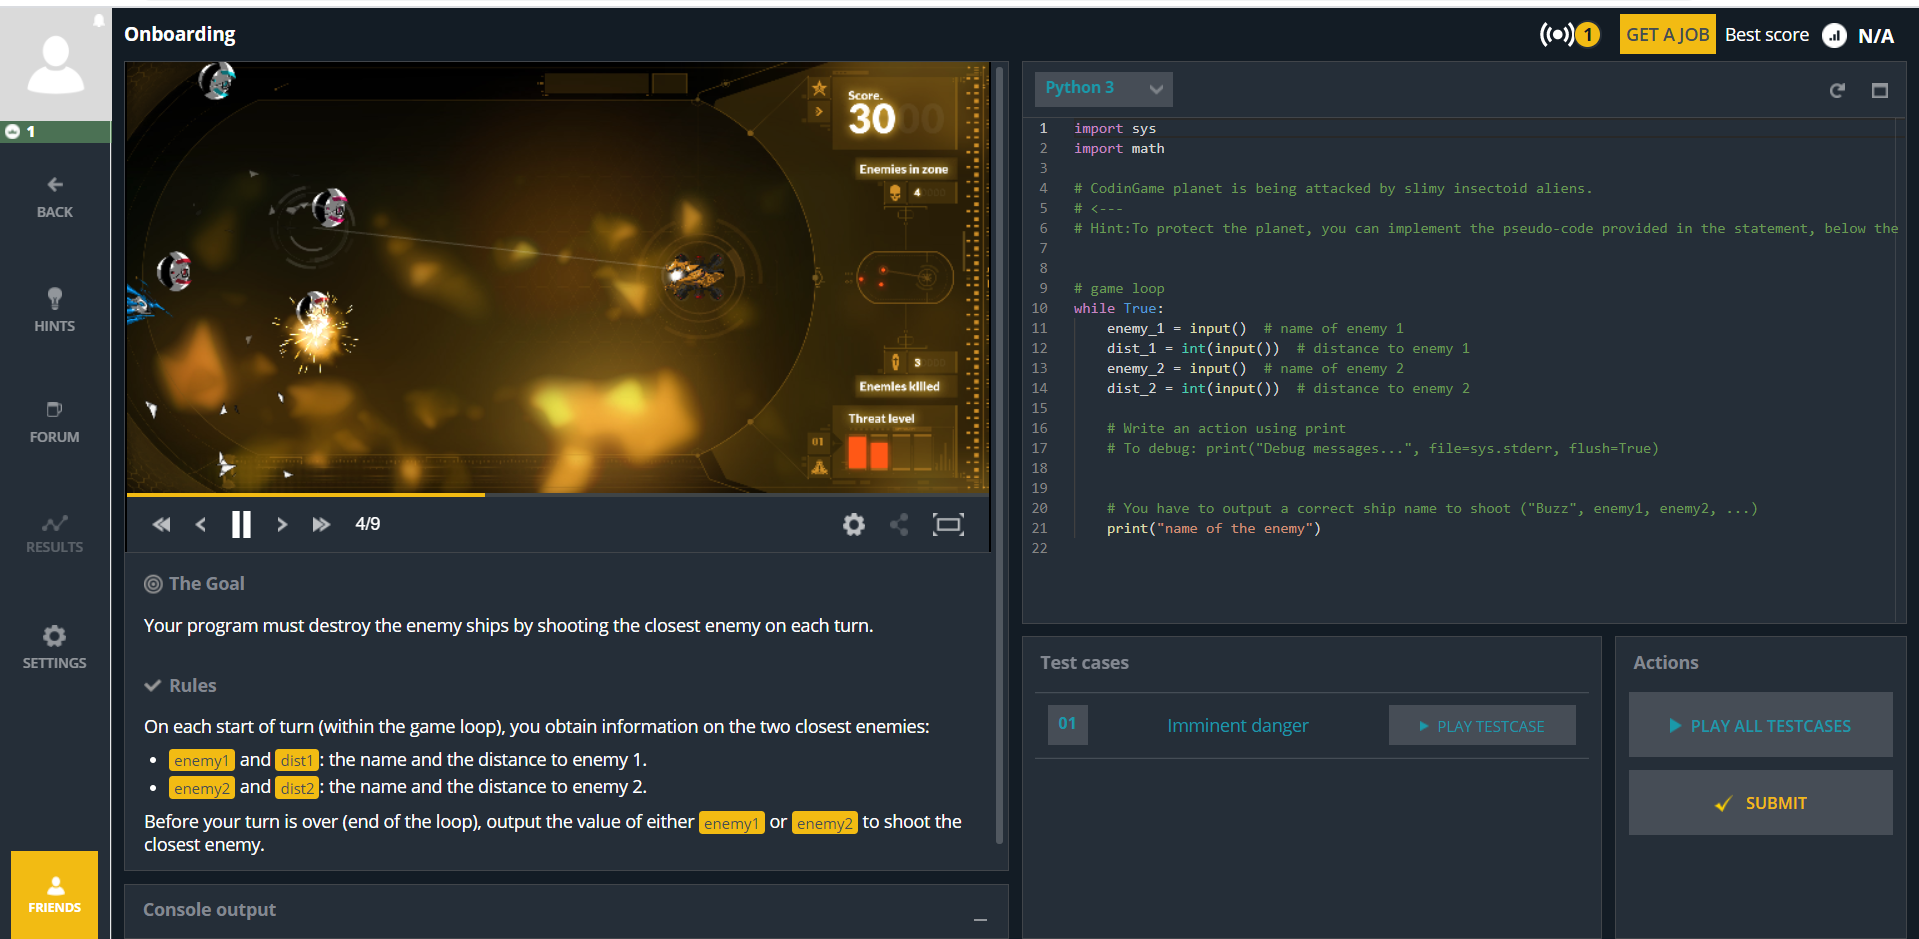 Onboarding
1
GET A JOB
Best score
N/A
1
BACK
HINTS
FORUM
RESULTS
SETTINGS
FRIENDS
Score.
3000
Enemies in zone
4
3
Enemies killed
Threat level
01
4/9
The Goal
Your program must destroy the enemy ships by shooting the closest enemy on each turn.
Rules
On each start of turn (within the game loop), you obtain information on the two closest enemies:
enemy1 and dist1: the name and the distance to enemy 1.
enemy2 and dist2: the name and the distance to enemy 2.
Before your turn is over (end of the loop), output the value of either enemy1 or enemy2 to shoot the
closest enemy.
Console output
Python 3
1 import sys
2 import math
3
4 # CodinGame planet is being attacked by slimy insectoid aliens.
5 # <---
6 # Hint:To protect the planet, you can implement the pseudo-code provided in the statement, below the
7
8
9 # game loop
10 while True:
11 enemy_1 = input()  # name of enemy 1
12 dist_1 = int(input())  # distance to enemy 1
13 enemy_2 = input()  # name of enemy 2
14 dist_2 = int(input())  # distance to enemy 2
15
16 # Write an action using print
17 # To debug: print("Debug messages...", file=sys.stderr, flush=True)
18
19
20 # You have to output a correct ship name to shoot ("Buzz", enemy1, enemy2, ...)
21 print("name of the enemy")
22
Test cases
01 Imminent danger PLAY TESTCASE
Actions
PLAY ALL TESTCASES
SUBMIT